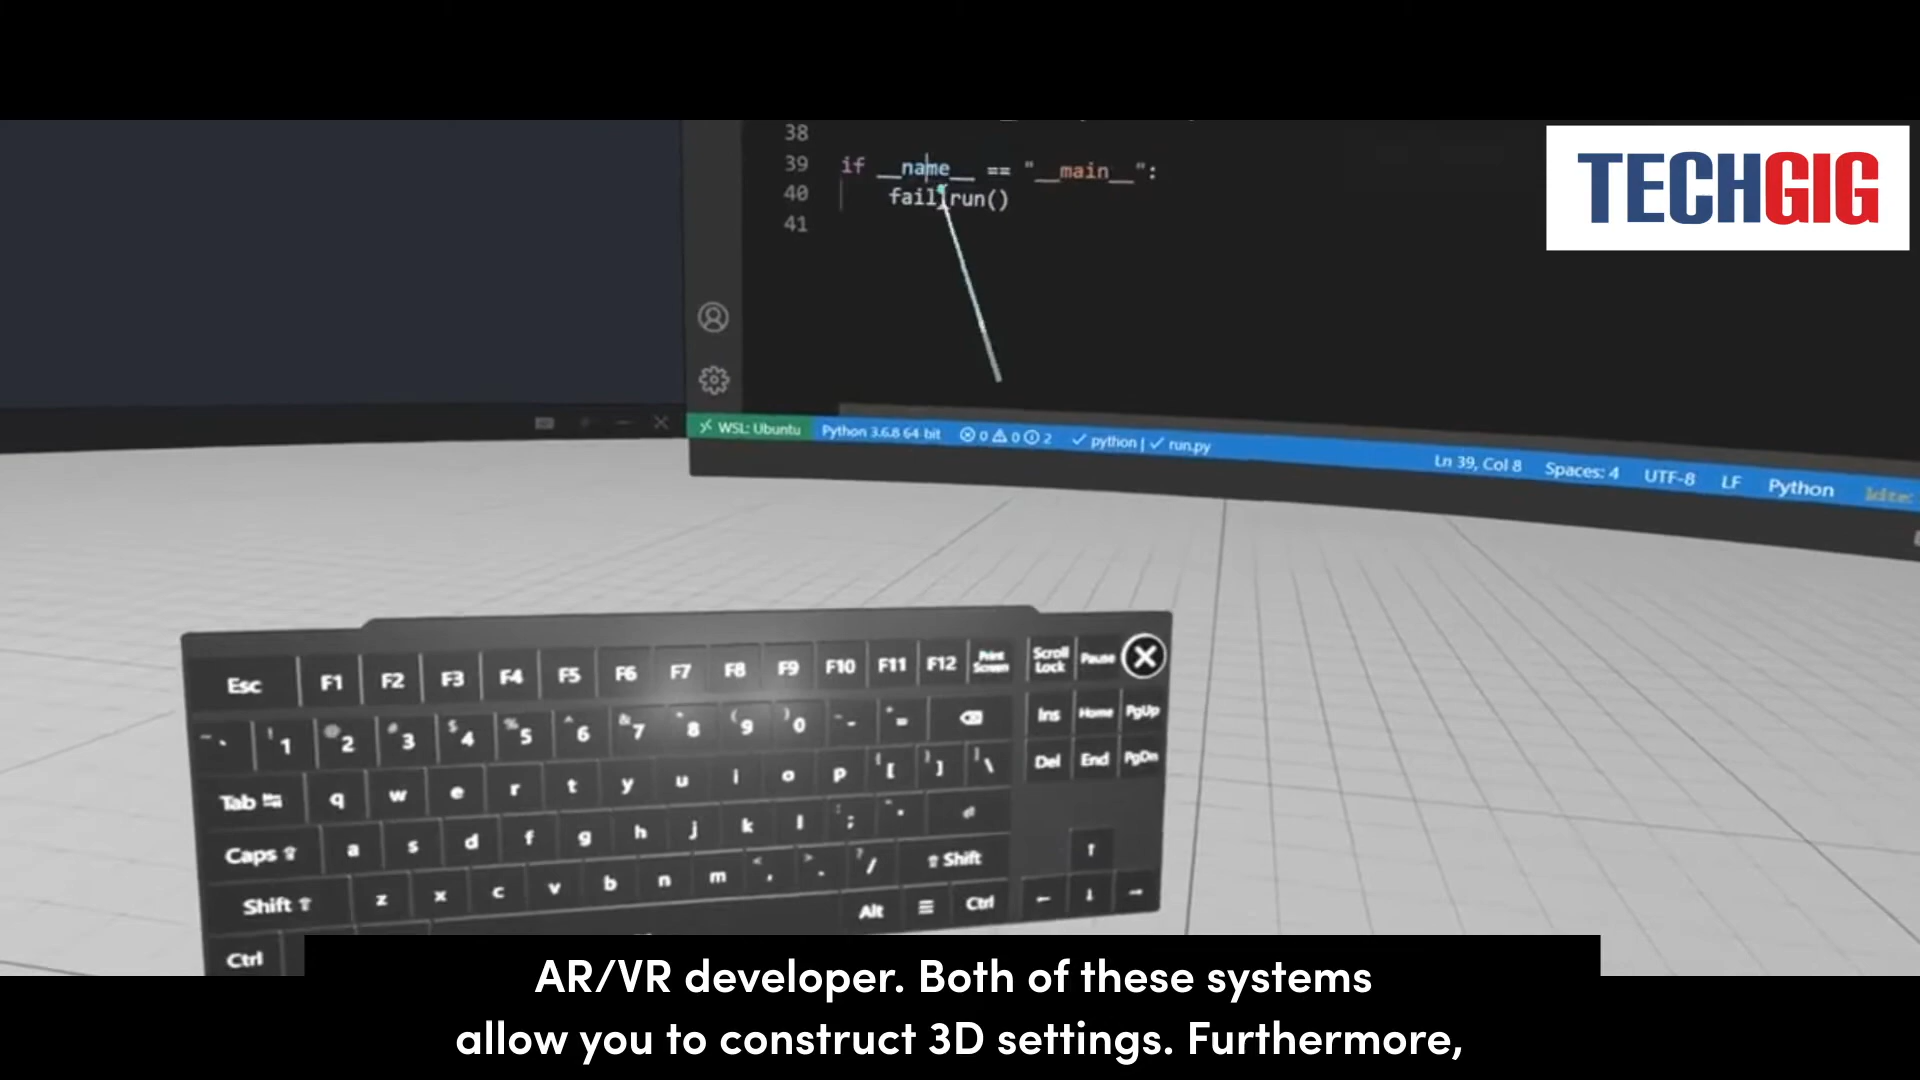 38
39 if __name__ == "__main__":
40 fail_run()
41
TECHGIG
WSL: Ubuntu Python 3.6.8 64-bit 0 0 2 python | run.py Ln 39, Col 8 Spaces: 4 UTF-8 LF Python
Esc F1 F2 F3 F4 F5 F6 F7 F8 F9 F10 F11 F12 Print Screen Scroll Lock Pause
~ ` ! 1 @ 2 # 3 $ 4 % 5 ^ 6 & 7 * 8 ( 9 ) 0 - = Ins Home PgUp
Tab q w e r t y u i o p [ ] \ Del End PgDn
Caps a s d f g h j k l ;
Shift z x c v b n m < , > . ? / Shift ↑
Ctrl Alt Ctrl ← ↓ →
AR/VR developer. Both of these systems
allow you to construct 3D settings. Furthermore,